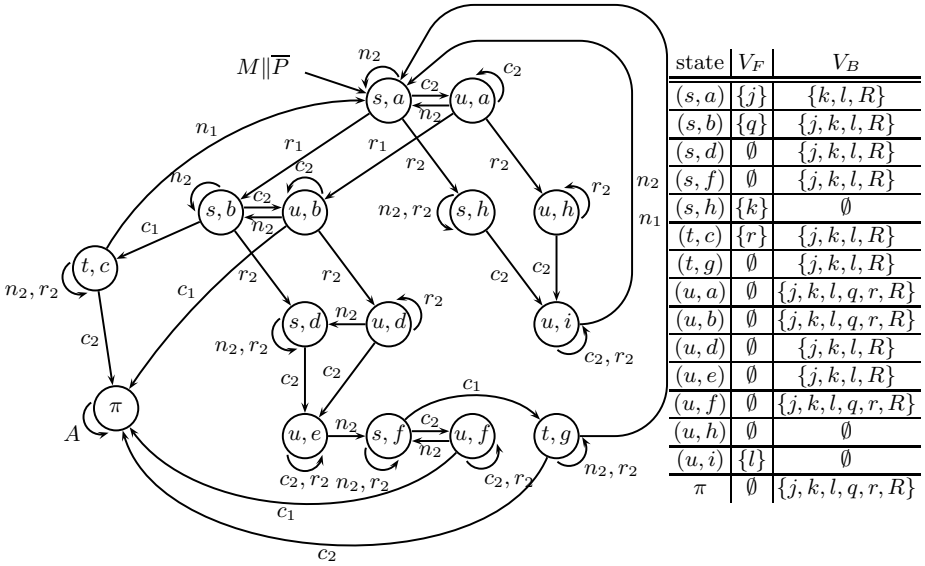 M∥P̅
n₂
s, a
c₂
n₂
u, a
c₂
n₁
r₁
r₁
r₂
r₂
n₂
s, b
c₂
n₂
u, b
c₂
n₂, r₂
s, h
u, h
r₂
n₂
n₁
c₁
t, c
n₂, r₂
r₂
c₁
r₂
c₂
c₂
c₂
n₂, r₂
s, d
n₂
u, d
r₂
u, i
c₂, r₂
c₂
c₂
π
A
u, e
c₂, r₂
n₂
s, f
n₂, r₂
c₂
n₂
u, f
c₂, r₂
c₁
t, g
n₂, r₂
c₁
c₂
state V_F V_B
(s, a) {j} {k, l, R}
(s, b) {q} {j, k, l, R}
(s, d) ∅ {j, k, l, R}
(s, f) ∅ {j, k, l, R}
(s, h) {k} ∅
(t, c) {r} {j, k, l, R}
(t, g) ∅ {j, k, l, R}
(u, a) ∅ {j, k, l, q, r, R}
(u, b) ∅ {j, k, l, q, r, R}
(u, d) ∅ {j, k, l, R}
(u, e) ∅ {j, k, l, R}
(u, f) ∅ {j, k, l, q, r, R}
(u, h) ∅ ∅
(u, i) {l} ∅
π ∅ {j, k, l, q, r, R}